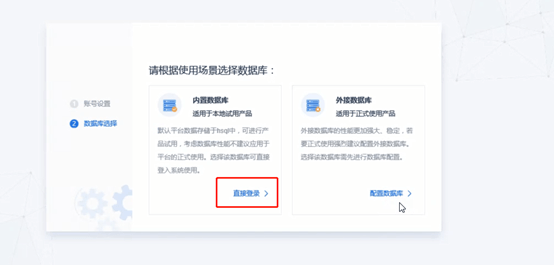 请根据使用场景选择数据库：
1 账号设置
2 数据库选择
内置数据库
适用于本地试用产品
默认平台数据存储于hsql中，可进行产
品试用，考虑数据库性能不建议应用于
平台的正式使用。选择该数据库可直接
登入系统使用。
直接登录
外接数据库
适用于正式使用产品
外接数据库的性能更加强大、稳定，若
要正式使用强烈建议配置外接数据库。
选择该数据库需先进行数据库配置。
配置数据库